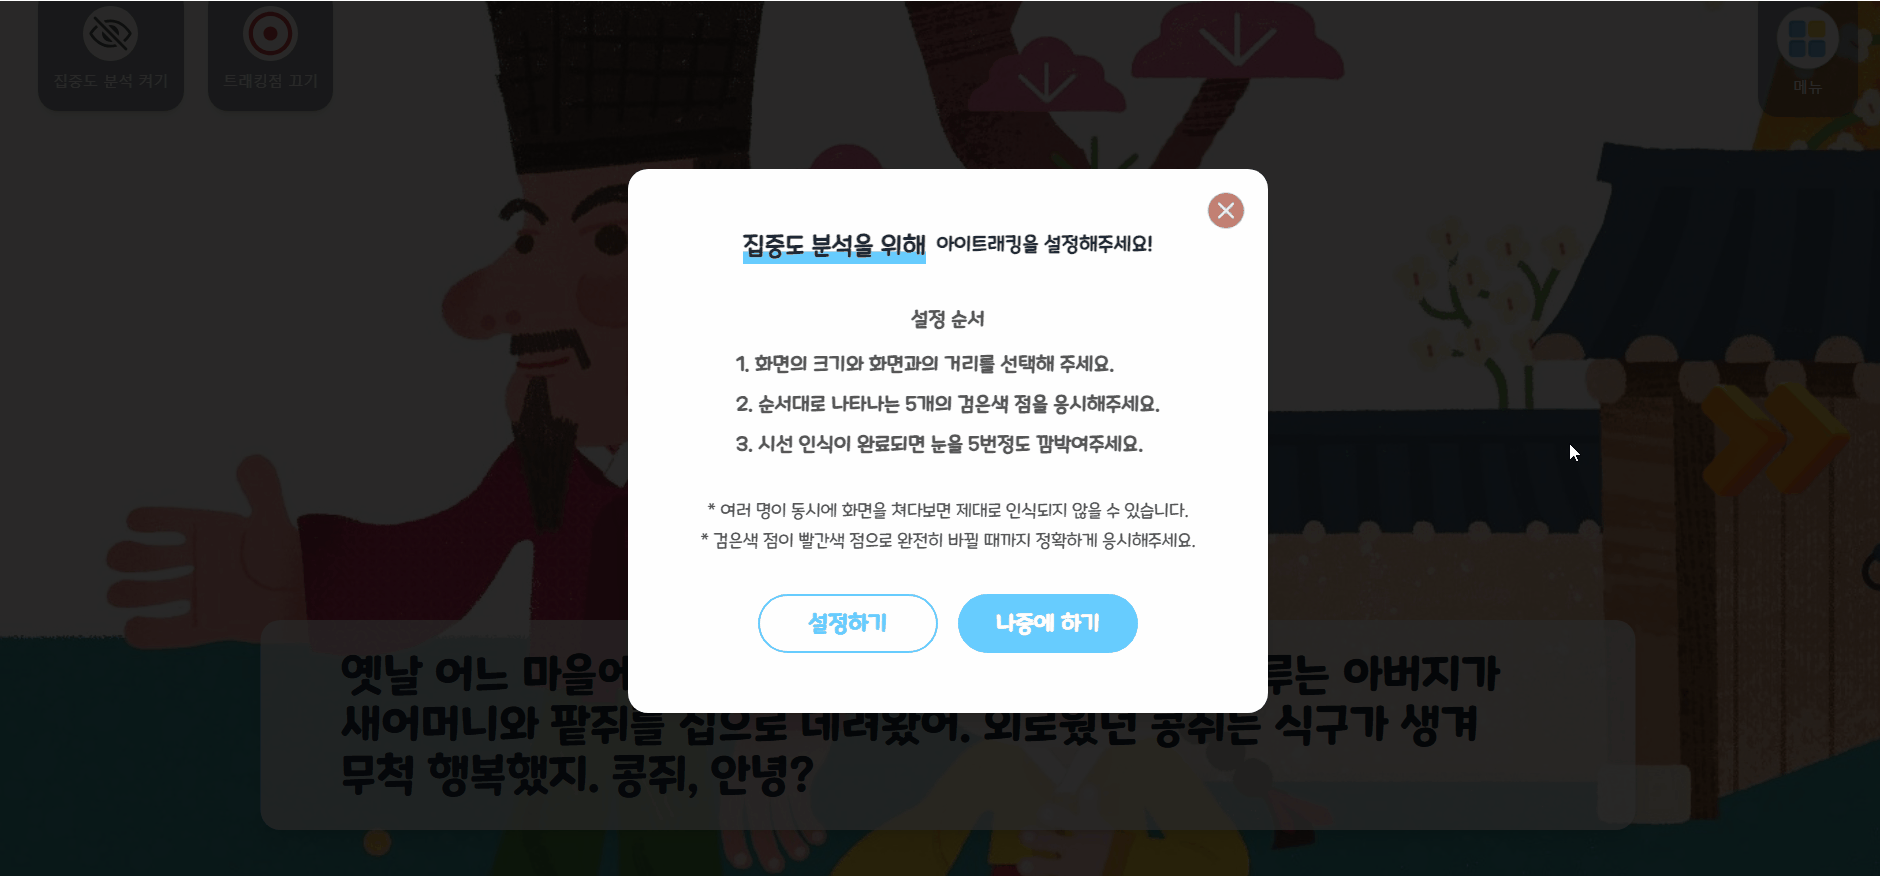 집중도 분석 켜기
트래킹점 끄기
메뉴
집중도 분석을 위해 아이트래킹을 설정해주세요!
설정 순서
1. 화면의 크기와 화면과의 거리를 선택해 주세요.
2. 순서대로 나타나는 5개의 검은색 점을 응시해주세요.
3. 시선 인식이 완료되면 눈을 5번정도 깜박여주세요.
* 여러 명이 동시에 화면을 쳐다보면 제대로 인식되지 않을 수 있습니다.
* 검은색 점이 빨간색 점으로 완전히 바뀔 때까지 정확하게 응시해주세요.
설정하기 나중에 하기
옛날 어느 마을에 루는 아버지가
새어머니와 팥쥐를 집으로 데려왔어. 외로웠던 콩쥐는 식구가 생겨
무척 행복했지. 콩쥐, 안녕?